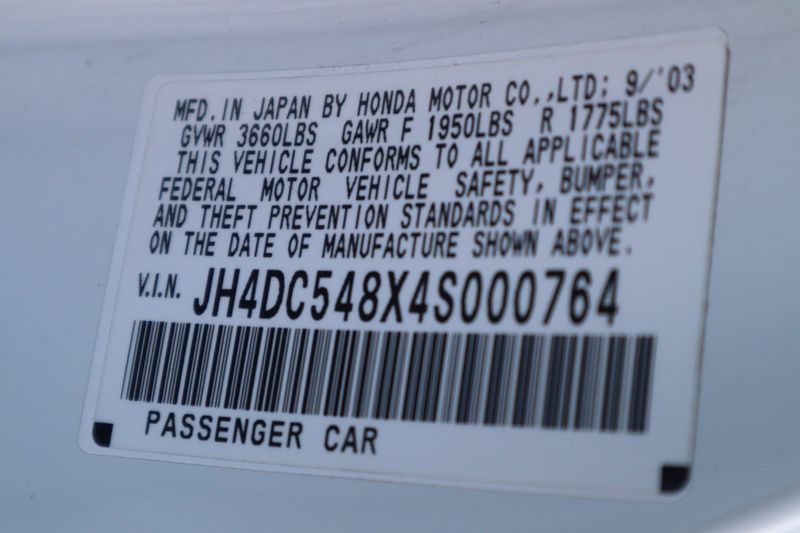 MFD. IN JAPAN BY HONDA MOTOR CO.,LTD; 9/'03
GVWR 3660LBS GAWR F 1950LBS R 1775LBS
THIS VEHICLE CONFORMS TO ALL APPLICABLE
FEDERAL MOTOR VEHICLE SAFETY, BUMPER,
AND THEFT PREVENTION STANDARDS IN EFFECT
ON THE DATE OF MANUFACTURE SHOWN ABOVE.
V.I.N. JH4DC548X4S000764
PASSENGER CAR